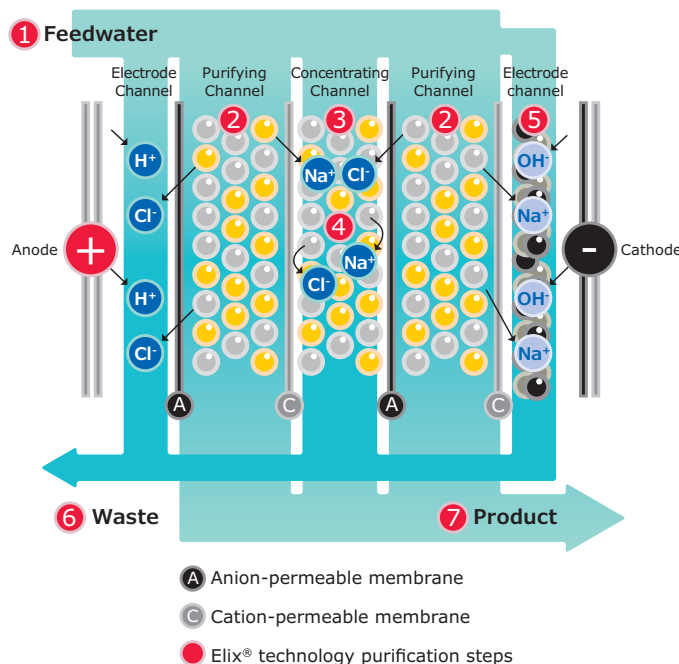 1 Feedwater
Electrode
Channel
Purifying
Channel
Concentrating
Channel
Purifying
Channel
Electrode
channel
2
3
2
5
H⁺
Na⁺
Cl⁻
OH⁻
Cl⁻
Na⁺
4
Anode
+
Na⁺
-
Cathode
Cl⁻
H⁺
OH⁻
Cl⁻
Na⁺
A
C
A
C
6 Waste
7 Product
A Anion-permeable membrane
C Cation-permeable membrane
Elix® technology purification steps